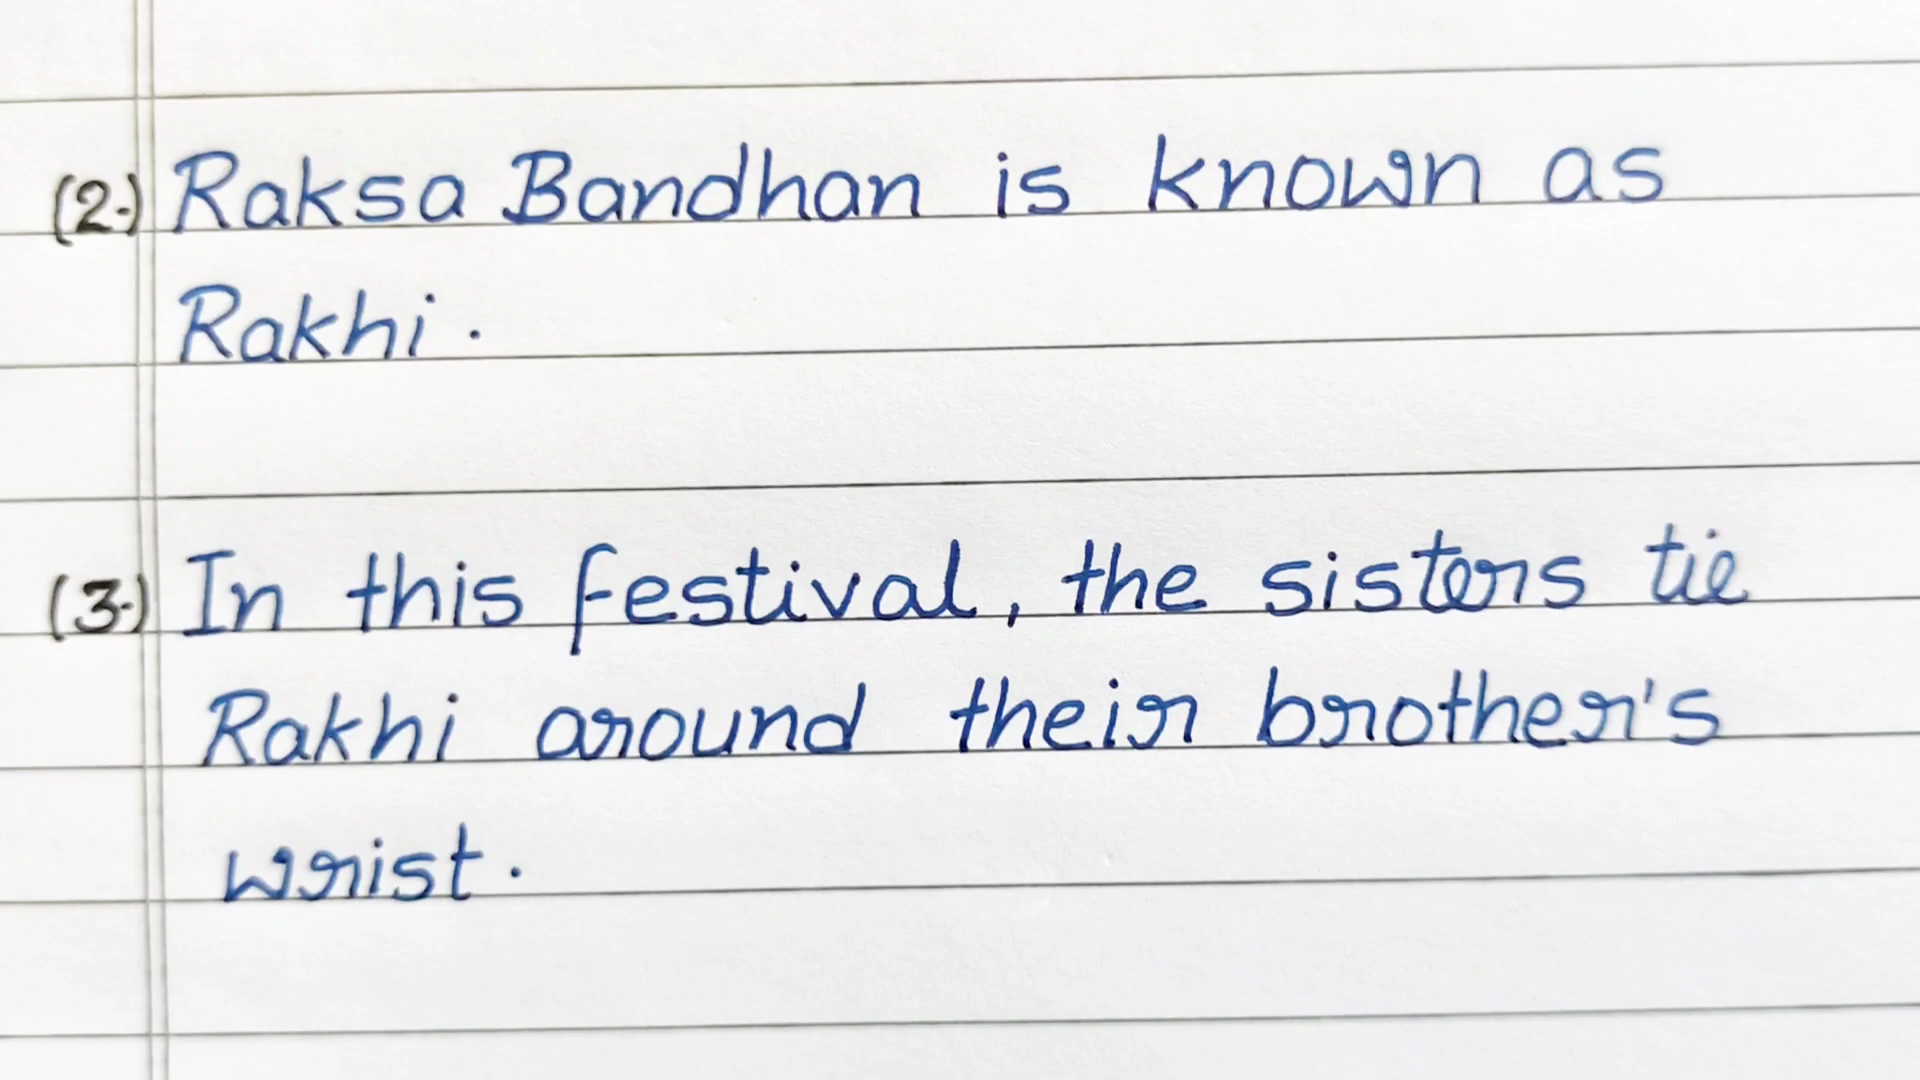 (2.) Raksa Bandhan is known as
Rakhi.
(3.) In this festival, the sisters tie
Rakhi around their brother's
wrist.